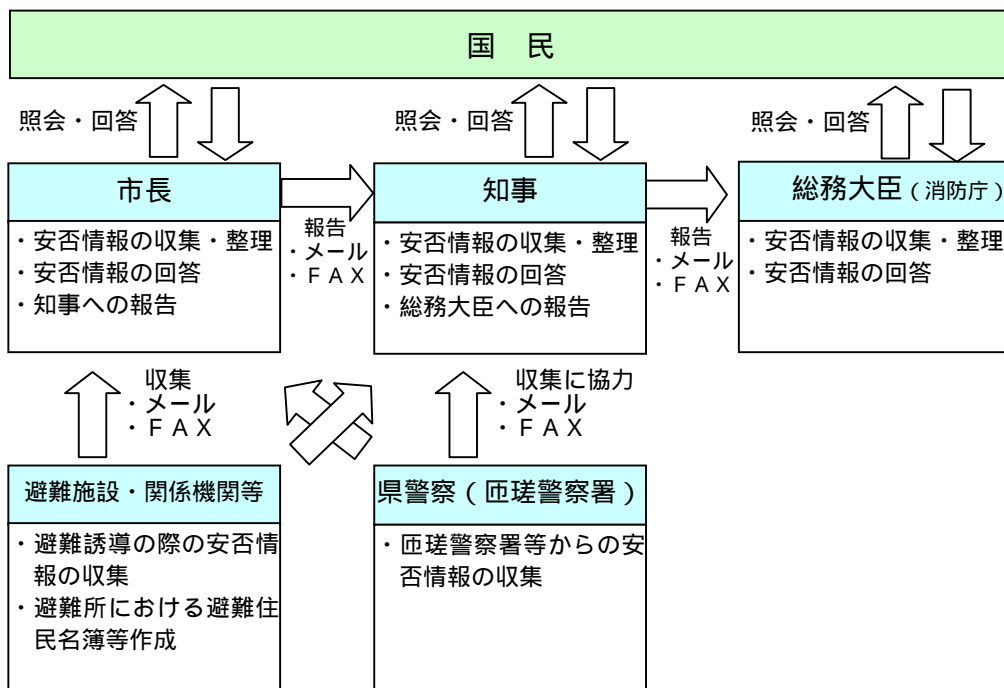 国　民
照会・回答
照会・回答
照会・回答
市長
・安否情報の収集・整理
・安否情報の回答
・知事への報告
報告
・メール
・ＦＡＸ
知事
・安否情報の収集・整理
・安否情報の回答
・総務大臣への報告
報告
・メール
・ＦＡＸ
総務大臣（消防庁）
・安否情報の収集・整理
・安否情報の回答
収集
・メール
・ＦＡＸ
収集に協力
・メール
・ＦＡＸ
避難施設・関係機関等
・避難誘導の際の安否情
報の収集
・避難所における避難住
民名簿等作成
県警察（匝瑳警察署）
・匝瑳警察署等からの安
否情報の収集